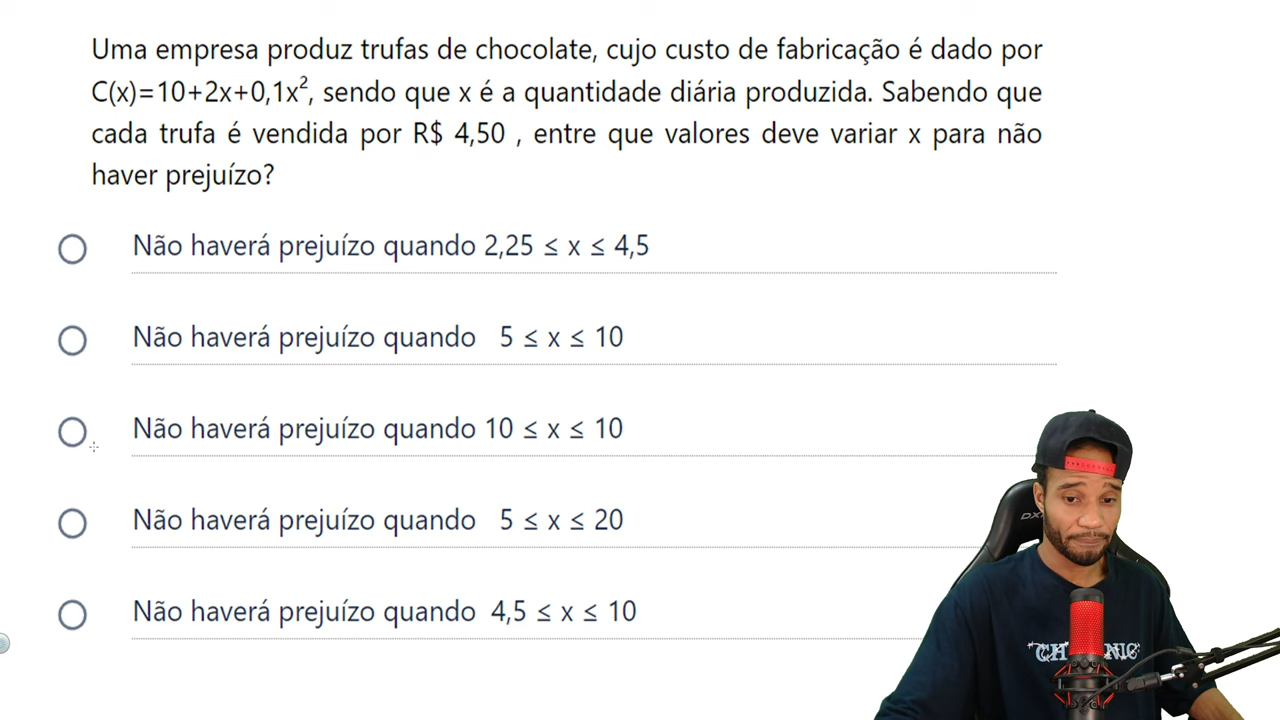 Uma empresa produz trufas de chocolate, cujo custo de fabricação é dado por
C(x)=10+2x+0,1x², sendo que x é a quantidade diária produzida. Sabendo que
cada trufa é vendida por R$ 4,50 , entre que valores deve variar x para não
haver prejuízo?
Não haverá prejuízo quando 2,25 ≤ x ≤ 4,5
Não haverá prejuízo quando 5 ≤ x ≤ 10
Não haverá prejuízo quando 10 ≤ x ≤ 10
Não haverá prejuízo quando 5 ≤ x ≤ 20
Não haverá prejuízo quando 4,5 ≤ x ≤ 10